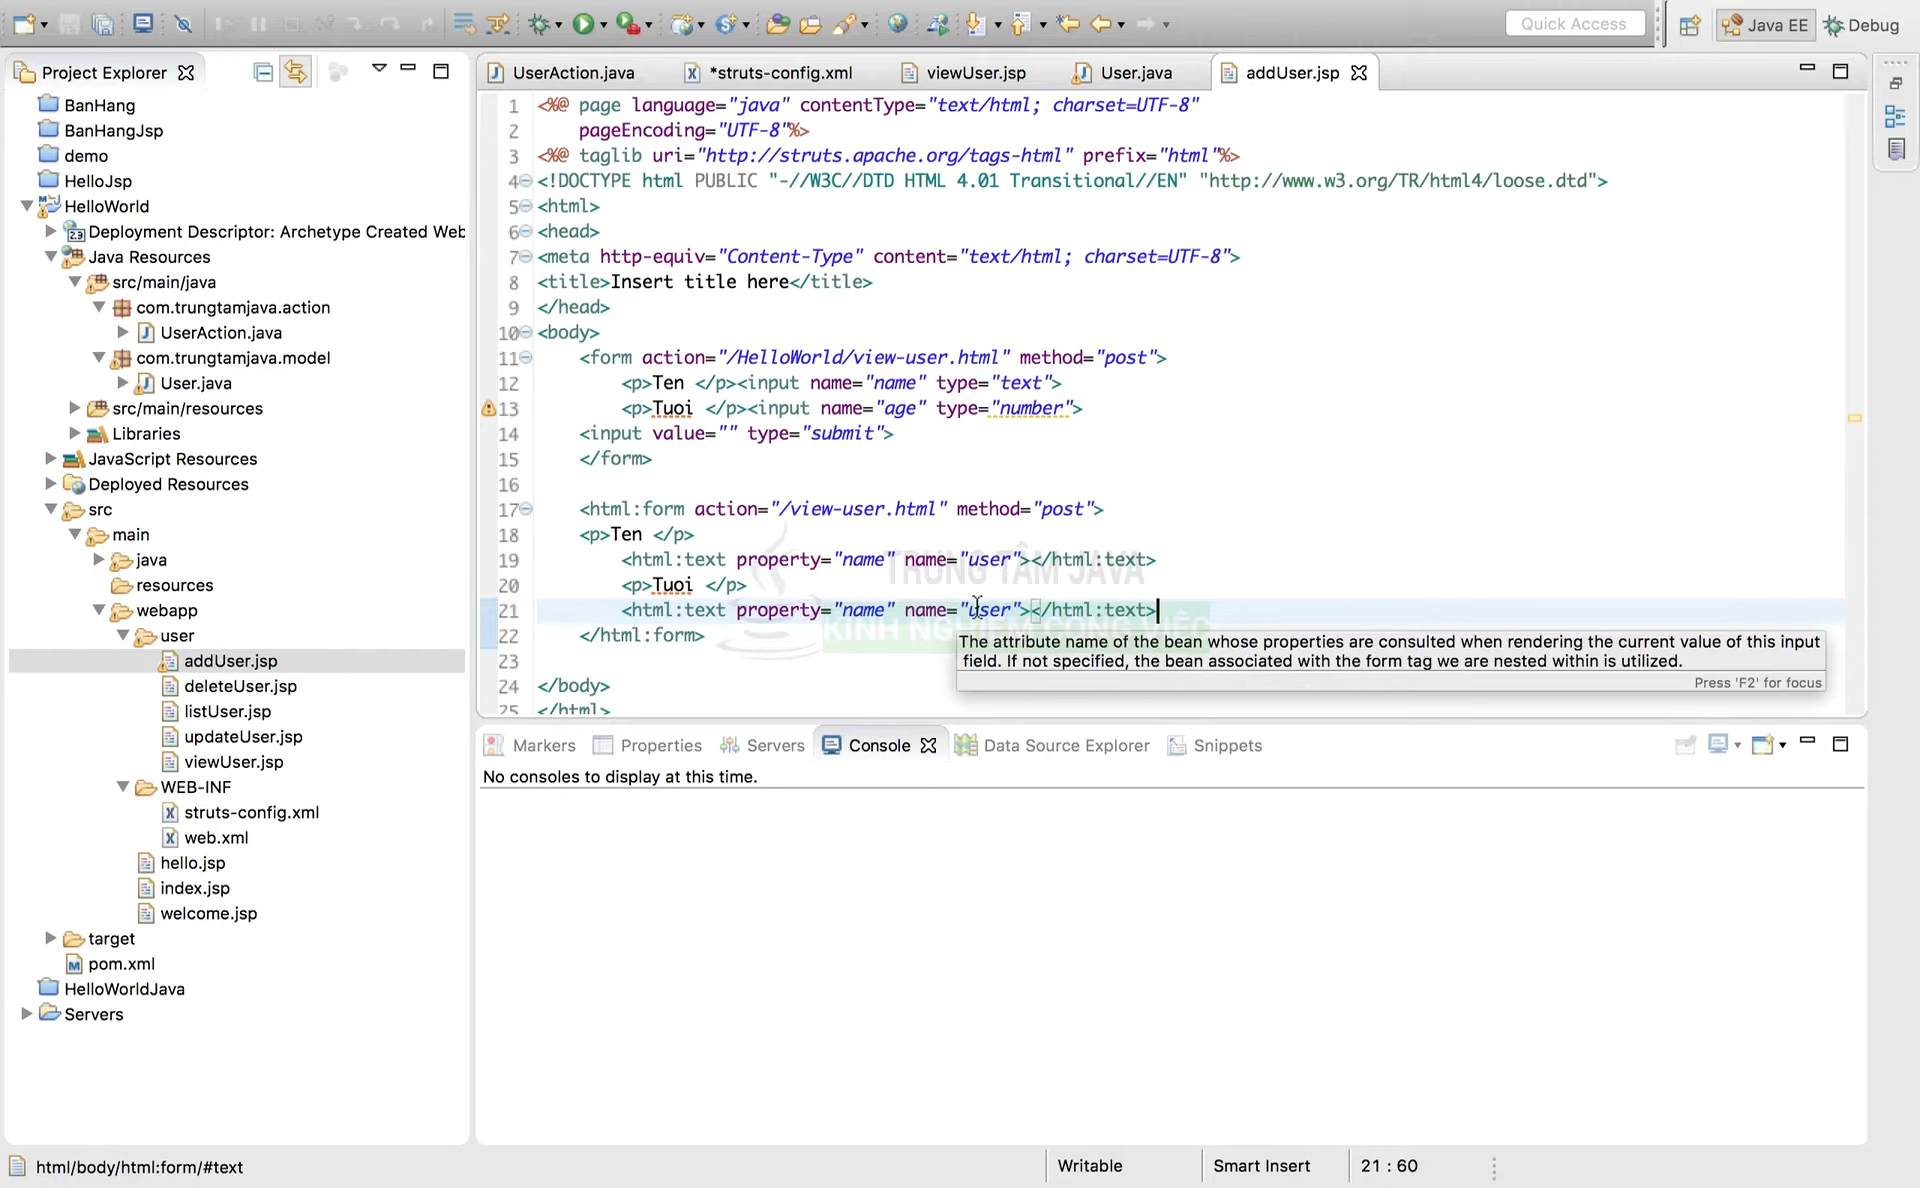 Quick Access
Java EE
Debug
Project Explorer
UserAction.java
*struts-config.xml
viewUser.jsp
User.java
addUser.jsp
BanHang
BanHangJsp
demo
HelloJsp
HelloWorld
Deployment Descriptor: Archetype Created Web
Java Resources
src/main/java
com.trungtamjava.action
UserAction.java
com.trungtamjava.model
User.java
src/main/resources
Libraries
JavaScript Resources
Deployed Resources
src
main
java
resources
webapp
user
addUser.jsp
deleteUser.jsp
listUser.jsp
updateUser.jsp
viewUser.jsp
WEB-INF
struts-config.xml
web.xml
hello.jsp
index.jsp
welcome.jsp
target
pom.xml
HelloWorldJava
Servers
1 <%@ page language="java" contentType="text/html; charset=UTF-8"
2 pageEncoding="UTF-8"%>
3 <%@ taglib uri="http://struts.apache.org/tags-html" prefix="html"%>
4 <!DOCTYPE html PUBLIC "-//W3C//DTD HTML 4.01 Transitional//EN" "http://www.w3.org/TR/html4/loose.dtd">
5 <html>
6 <head>
7 <meta http-equiv="Content-Type" content="text/html; charset=UTF-8">
8 <title>Insert title here</title>
9 </head>
10 <body>
11 <form action="/HelloWorld/view-user.html" method="post">
12 <p>Ten </p><input name="name" type="text">
13 <p>Tuoi </p><input name="age" type="number">
14 <input value="" type="submit">
15 </form>
16
17 <html:form action="/view-user.html" method="post">
18 <p>Ten </p>
19 <html:text property="name" name="user"></html:text>
TRUNG TÂM JAVA
20 <p>Tuoi </p>
21 <html:text property="name" name="user"></html:text>
KINH NGHIỆM CÔNG VIỆC
22 </html:form>
23
24 </body>
25 </html>
The attribute name of the bean whose properties are consulted when rendering the current value of this input
field. If not specified, the bean associated with the form tag we are nested within is utilized.
Press 'F2' for focus
Markers
Properties
Servers
Console
Data Source Explorer
Snippets
No consoles to display at this time.
html/body/html:form/#text
Writable
Smart Insert
21 : 60